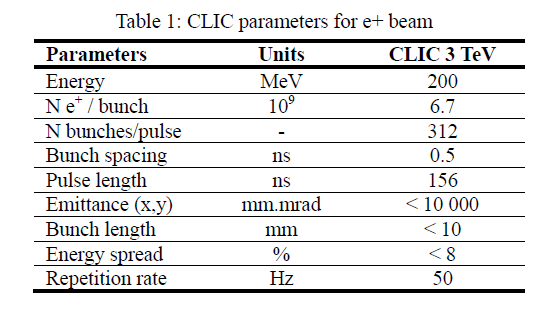 Table 1: CLIC parameters for e+ beam
Parameters Units CLIC 3 TeV
Energy MeV 200
N e⁺ / bunch 10⁹ 6.7
N bunches/pulse - 312
Bunch spacing ns 0.5
Pulse length ns 156
Emittance (x,y) mm.mrad < 10 000
Bunch length mm < 10
Energy spread % < 8
Repetition rate Hz 50